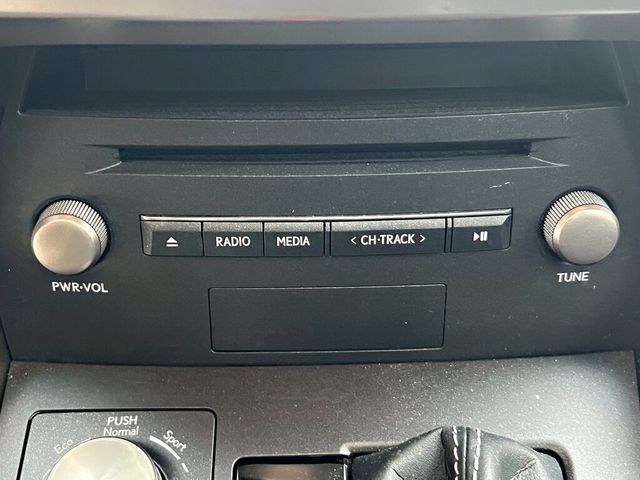 RADIO MEDIA < CH·TRACK >
PWR·VOL
TUNE
PUSH
Normal
Eco
Sport